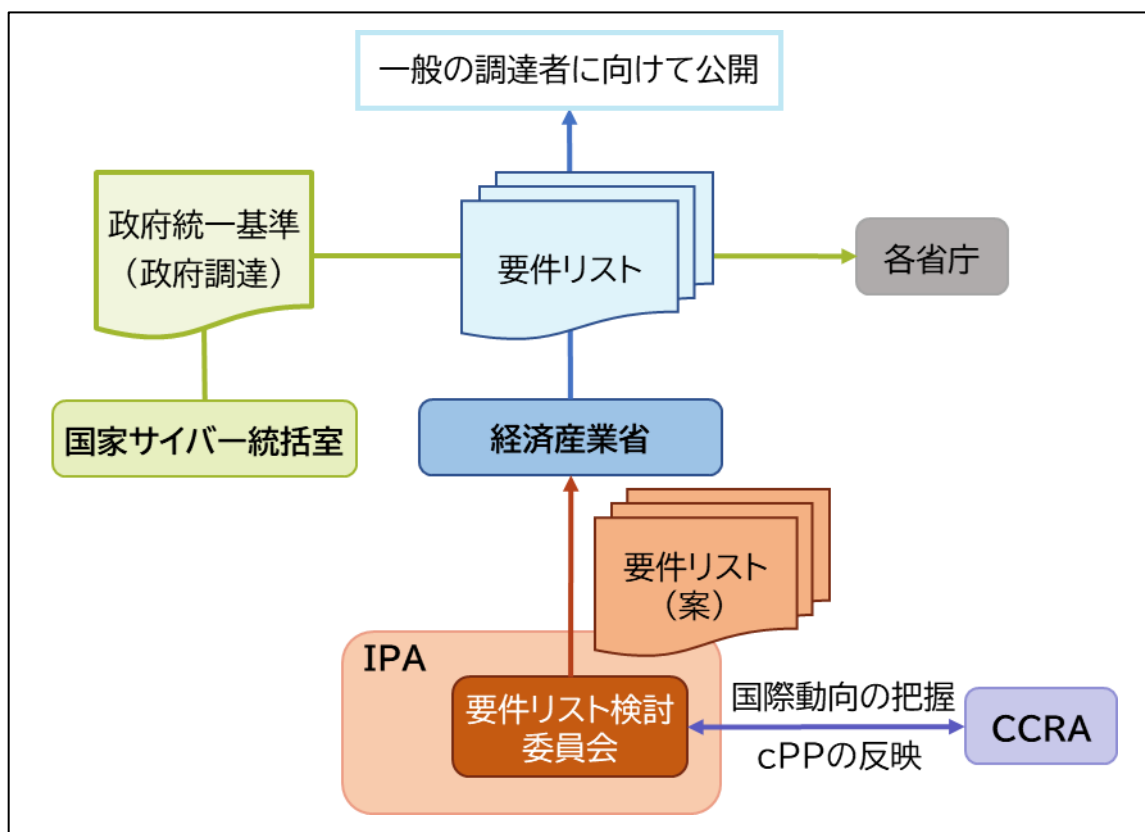 一般の調達者に向けて公開
政府統一基準
（政府調達）
要件リスト
各省庁
国家サイバー統括室
経済産業省
要件リスト
（案）
IPA
要件リスト検討
委員会
国際動向の把握
cPPの反映
CCRA